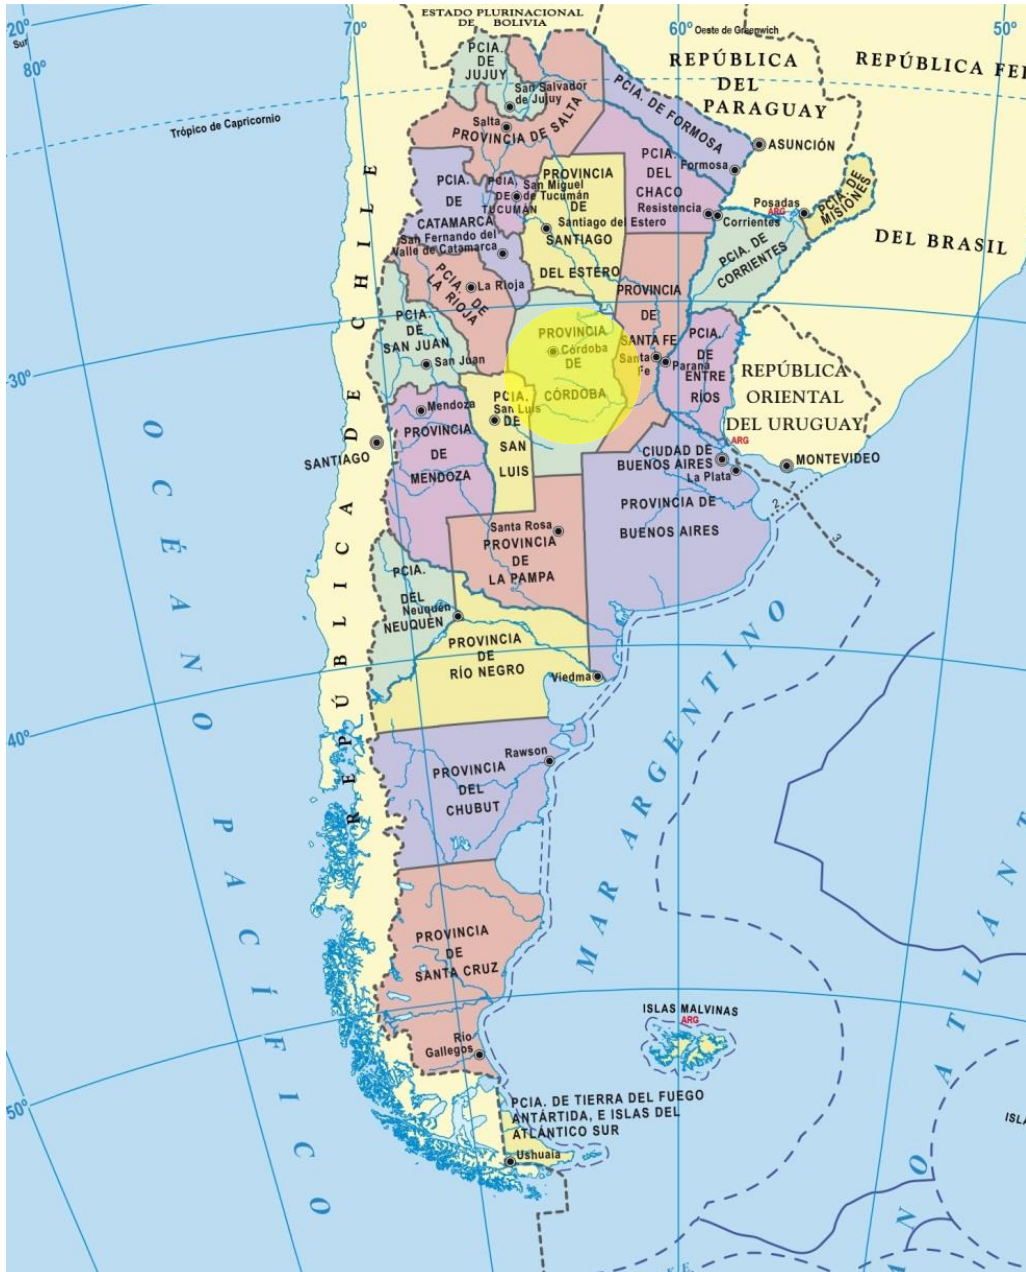 ESTADO PLURINACIONAL
DE BOLIVIA
20°
Sur
80°
70°
60°
Oeste de Greenwich
50°
REPÚBLICA
DEL
PARAGUAY
REPÚBLICA FE
DEL BRASIL
Trópico de Capricornio
PCIA.
DE
JUJUY
San Salvador
de Jujuy
Salta
PROVINCIA DE SALTA
PCIA. DE FORMOSA
Formosa
ASUNCIÓN
PCIA.
DEL
CHACO
Resistencia
Corrientes
PCIA. DE
CORRIENTES
Posadas
ARG
PCIA. DE
MISIONES
PCIA.
DE
CATAMARCA
San Fernando del
Valle de Catamarca
PCIA.
DE
TUCUMÁN
San Miguel
de Tucumán
PROVINCIA
DE
Santiago del Estero
SANTIAGO
DEL ESTERO
PCIA. DE
LA RIOJA
La Rioja
PCIA.
DE
SAN JUAN
San Juan
PROVINCIA
Córdoba
DE
CÓRDOBA
PROVINCIA
DE
SANTA FE
Santa
Fe
PCIA.
DE
ENTRE
RÍOS
Paraná
REPÚBLICA
ORIENTAL
DEL URUGUAY
30°
Mendoza
PROVINCIA
DE
MENDOZA
PCIA.
San Luis
DE
SAN
LUIS
SANTIAGO
REPÚBLICA DE CHILE
ARG
CIUDAD DE
BUENOS AIRES
La Plata
MONTEVIDEO
1
2
3
PROVINCIA DE
BUENOS AIRES
Santa Rosa
PROVINCIA
DE
LA PAMPA
PCIA.
DEL
Neuquén
NEUQUÉN
PROVINCIA
DE
RÍO NEGRO
Viedma
40°
PROVINCIA
DEL
CHUBUT
Rawson
OCÉANO PACÍFICO
MAR ARGENTINO
PROVINCIA
DE
SANTA CRUZ
Río
Gallegos
ISLAS MALVINAS
ARG
50°
PCIA. DE TIERRA DEL FUEGO
ANTÁRTIDA, E ISLAS DEL
ATLÁNTICO SUR
Ushuaia